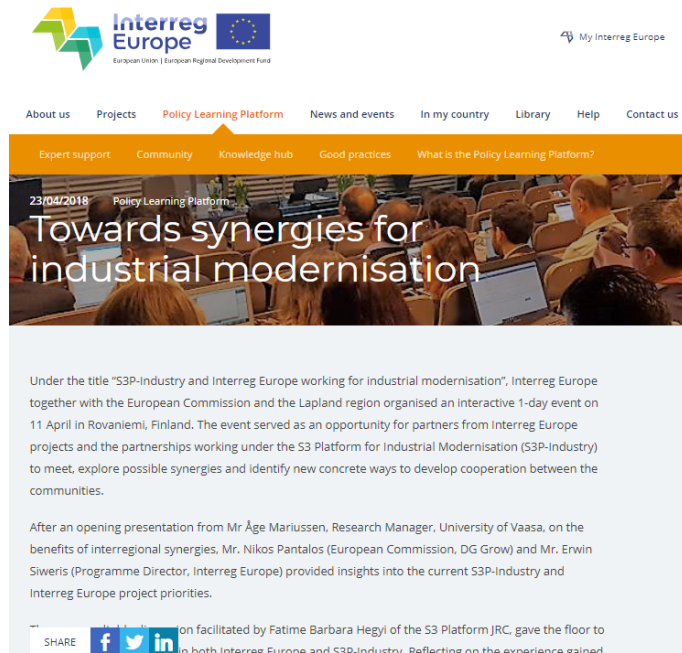 Interreg
Europe
European Union | European Regional Development Fund
My Interreg Europe
About us Projects Policy Learning Platform News and events In my country Library Help Contact us
Expert support Community Knowledge hub Good practices What is the Policy Learning Platform?
23/04/2018 Policy Learning Platform
Towards synergies for
industrial modernisation
Under the title "S3P-Industry and Interreg Europe working for industrial modernisation", Interreg Europe
together with the European Commission and the Lapland region organised an interactive 1-day event on
11 April in Rovaniemi, Finland. The event served as an opportunity for partners from Interreg Europe
projects and the partnerships working under the S3 Platform for Industrial Modernisation (S3P-Industry)
to meet, explore possible synergies and identify new concrete ways to develop cooperation between the
communities.
After an opening presentation from Mr Åge Mariussen, Research Manager, University of Vaasa, on the
benefits of interregional synergies, Mr. Nikos Pantalos (European Commission, DG Grow) and Mr. Erwin
Siweris (Programme Director, Interreg Europe) provided insights into the current S3P-Industry and
Interreg Europe project priorities.
facilitated by Fatime Barbara Hegyi of the S3 Platform JRC, gave the floor to
SHARE f in
in both Interreg Europe and S3P-Industry. Reflecting on the experience gained